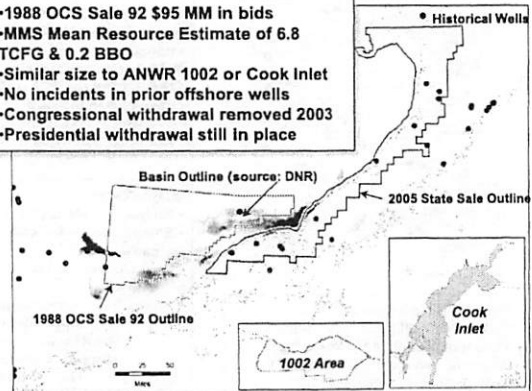 •1988 OCS Sale 92 $95 MM in bids
•MMS Mean Resource Estimate of 6.8
TCFG & 0.2 BBO
•Similar size to ANWR 1002 or Cook Inlet
•No incidents in prior offshore wells
•Congressional withdrawal removed 2003
•Presidential withdrawal still in place
Historical Wells
Basin Outline (source: DNR)
2005 State Sale Outline
1988 OCS Sale 92 Outline
0
25
50
Miles
1002 Area
Cook
Inlet